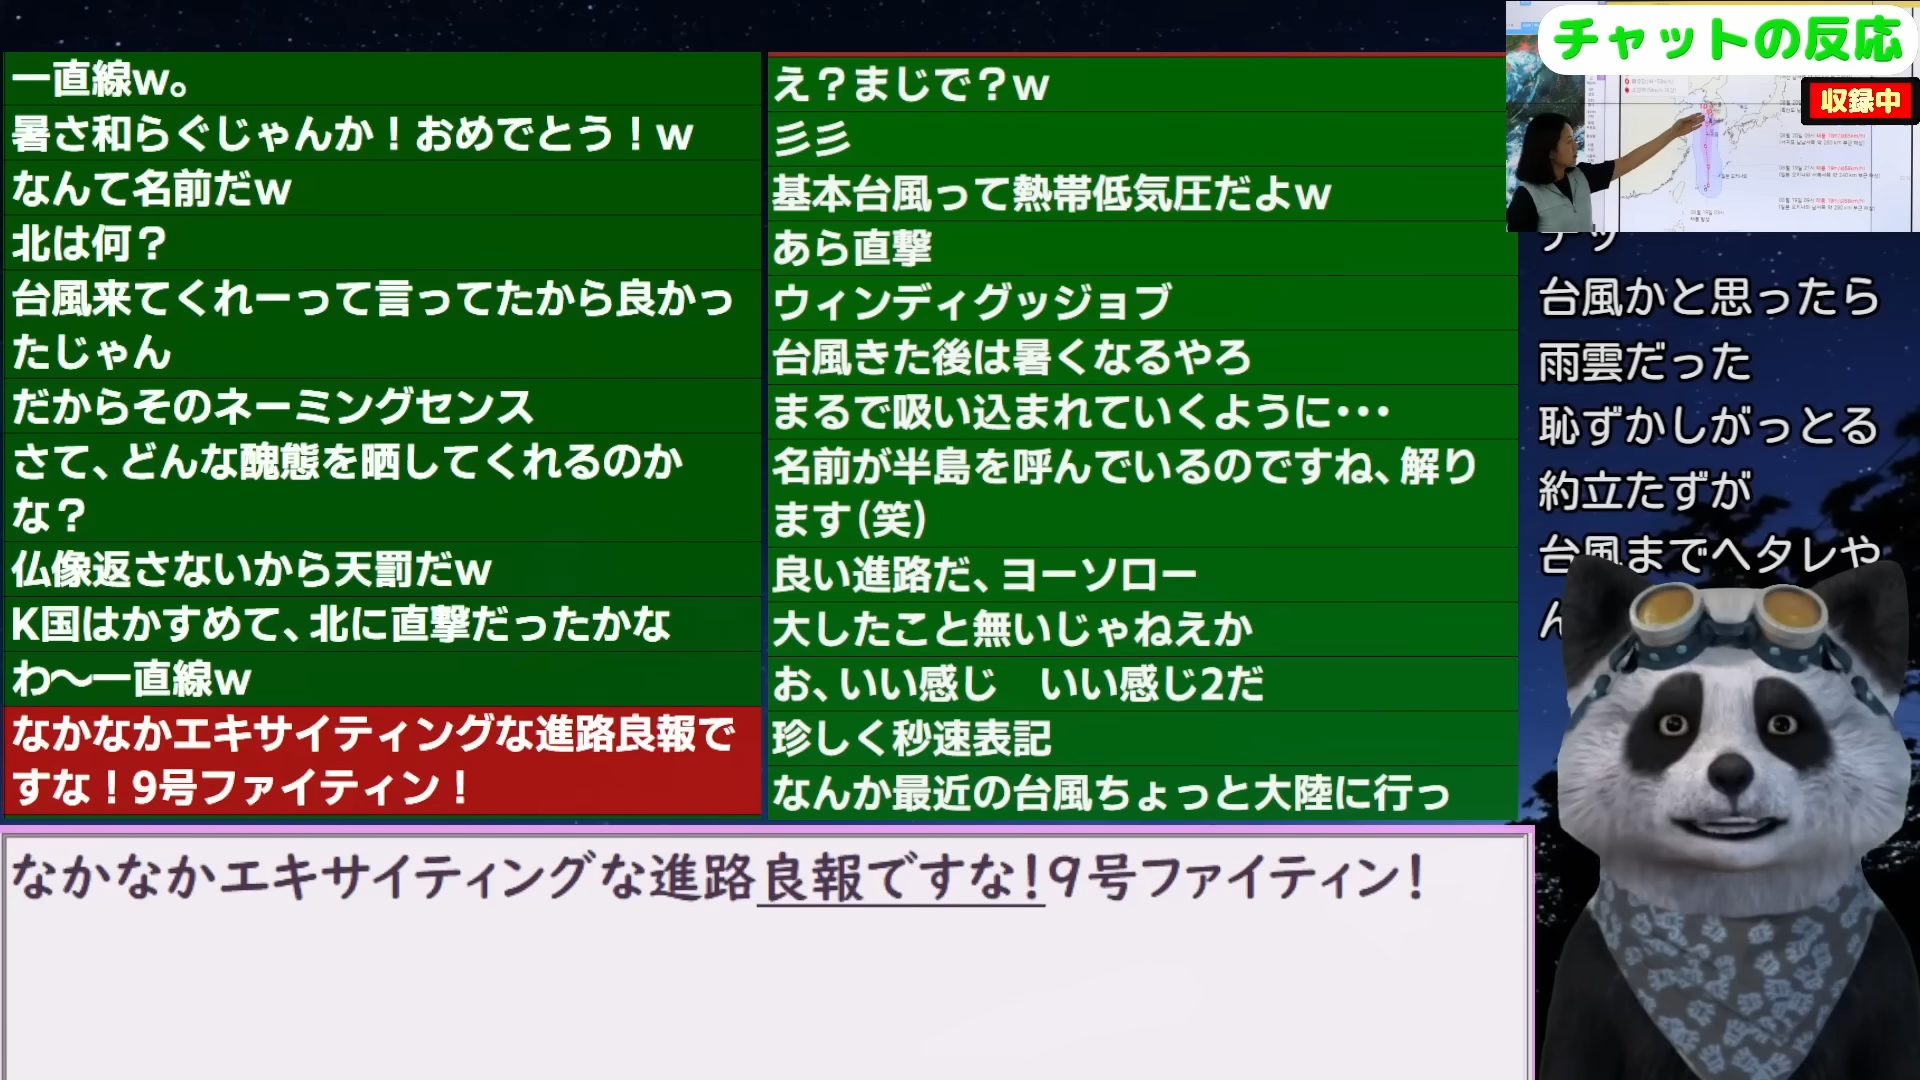 一直線w。
暑さ和らぐじゃんか！おめでとう！w
なんて名前だw
北は何？
台風来てくれーって言ってたから良かっ
たじゃん
だからそのネーミングセンス
さて、どんな醜態を晒してくれるのか
な？
仏像返さないから天罰だw
K国はかすめて、北に直撃だったかな
わ〜一直線w
なかなかエキサイティングな進路良報で
すな！9号ファイティン！
え？まじで？w
彡彡
基本台風って熱帯低気圧だよw
あら直撃
ウィンディグッジョブ
台風きた後は暑くなるやろ
まるで吸い込まれていくように･･･
名前が半島を呼んでいるのですね、解り
ます(笑)
良い進路だ、ヨーソロー
大したこと無いじゃねえか
お、いい感じ　いい感じ2だ
珍しく秒速表記
なんか最近の台風ちょっと大陸に行っ
チャットの反応
収録中
台風かと思ったら
雨雲だった
恥ずかしがっとる
約立たずが
台風までヘタレや
ん
なかなかエキサイティングな進路良報ですな！9号ファイティン！